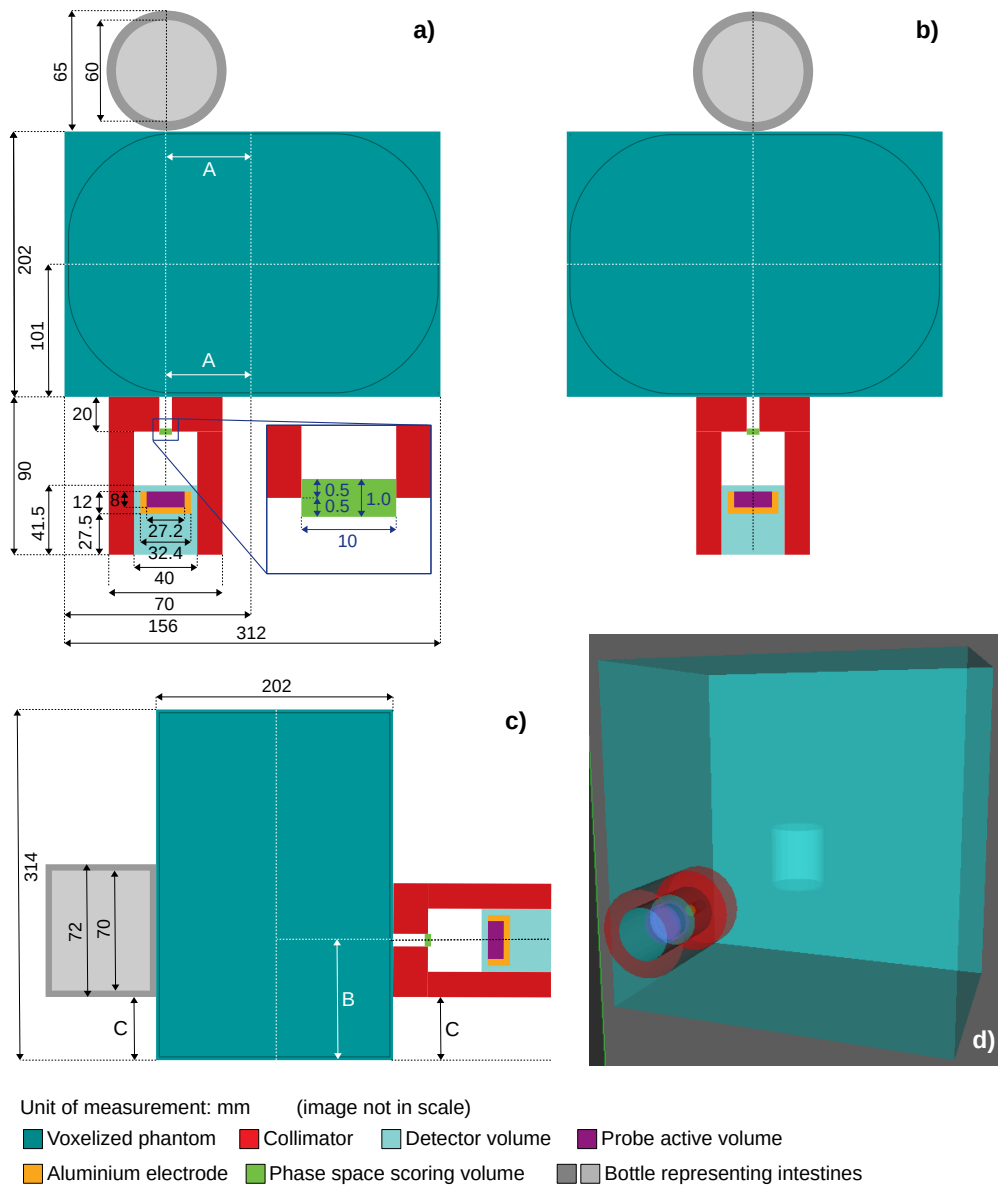 a)
b)
65
60
A
202
101
A
20
90
41.5
12
8
27.5
27.2
32.4
40
70
156
312
0.5
0.5
1.0
10
202
c)
314
72
70
B
C
C
d)
Unit of measurement: mm (image not in scale)
Voxelized phantom Collimator Detector volume Probe active volume
Aluminium electrode Phase space scoring volume Bottle representing intestines